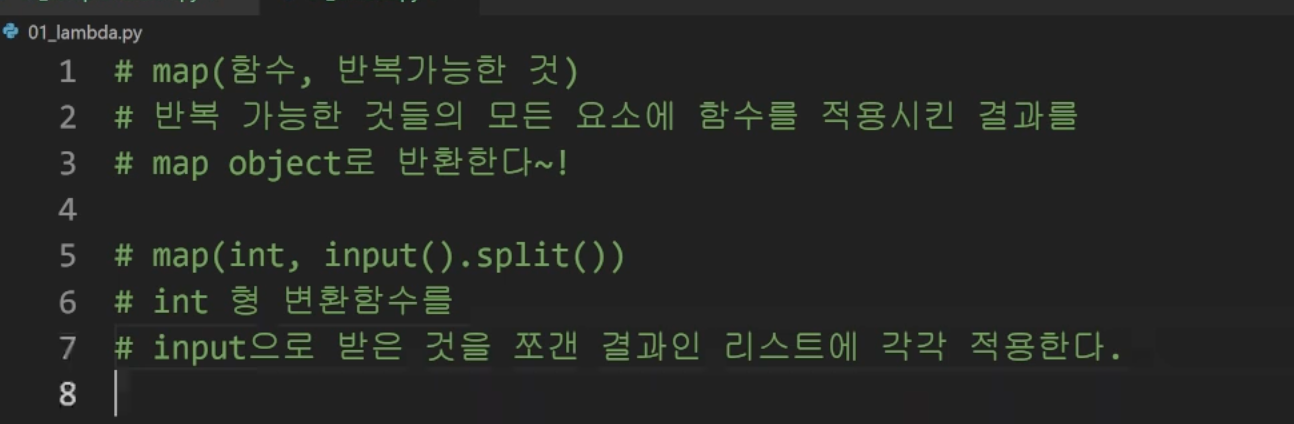 01_lambda.py
1 # map(함수, 반복가능한 것)
2 # 반복 가능한 것들의 모든 요소에 함수를 적용시킨 결과를
3 # map object로 반환한다~!
4
5 # map(int, input().split())
6 # int 형 변환함수를
7 # input으로 받은 것을 쪼갠 결과인 리스트에 각각 적용한다.
8